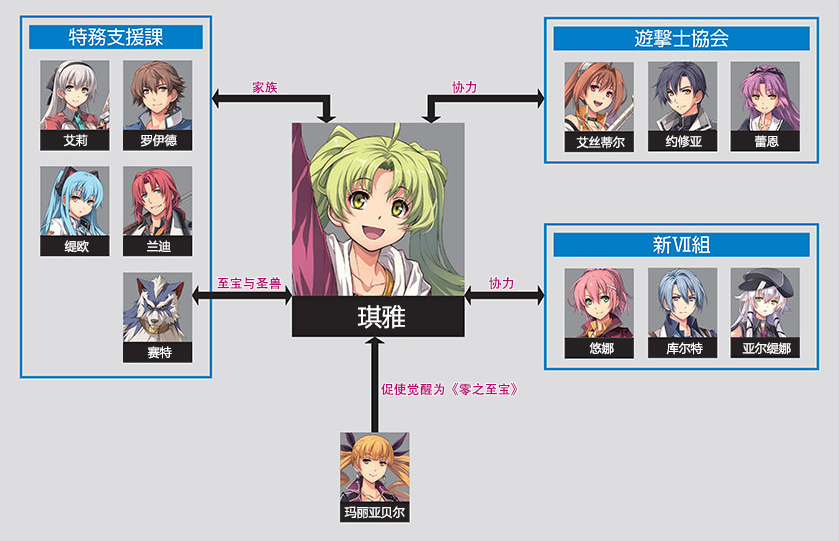 特務支援課
艾莉
罗伊德
缇欧
兰迪
赛特
家族
至宝与圣兽
琪雅
协力
遊撃士協会
艾丝蒂尔
约修亚
蕾恩
协力
新Ⅶ組
悠娜
库尔特
亚尔缇娜
促使觉醒为《零之至宝》
玛丽亚贝尔